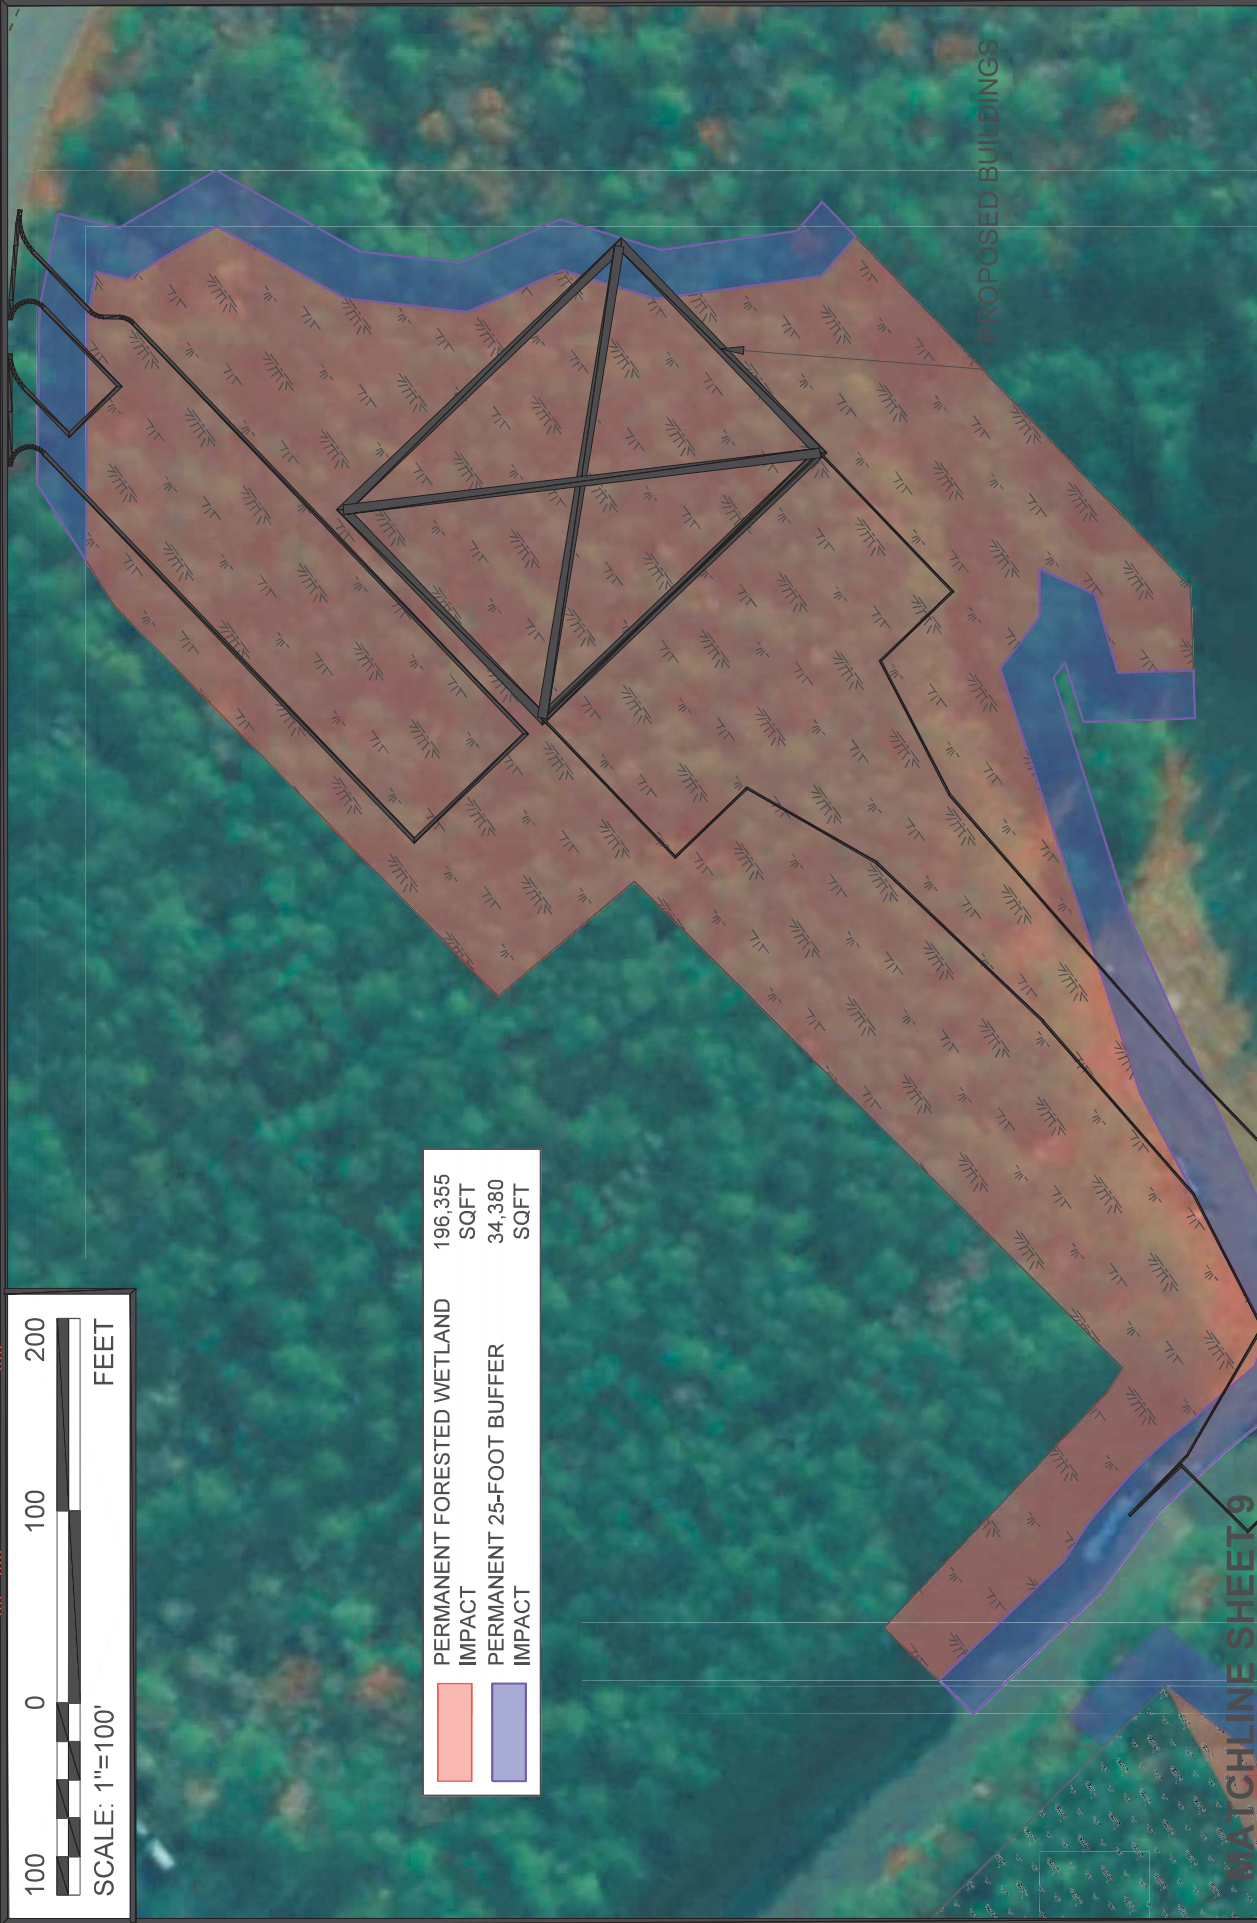 100 0 100 200
SCALE: 1"=100' FEET
PERMANENT FORESTED WETLAND 196,355
IMPACT SQFT
PERMANENT 25-FOOT BUFFER 34,380
IMPACT SQFT
PROPOSED BUILDINGS
MATCHLINE SHEET 9